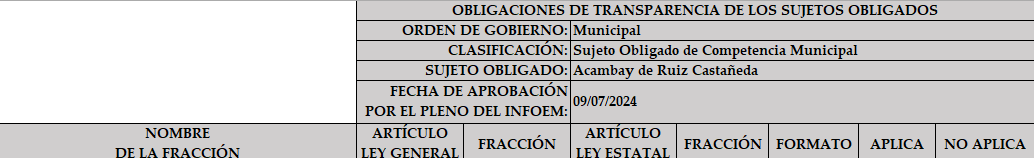 OBLIGACIONES DE TRANSPARENCIA DE LOS SUJETOS OBLIGADOS
ORDEN DE GOBIERNO: Municipal
CLASIFICACIÓN: Sujeto Obligado de Competencia Municipal
SUJETO OBLIGADO: Acambay de Ruiz Castañeda
FECHA DE APROBACIÓN
POR EL PLENO DEL INFOEM: 09/07/2024
NOMBRE
DE LA FRACCIÓN
ARTÍCULO
LEY GENERAL
FRACCIÓN
ARTÍCULO
LEY ESTATAL
FRACCIÓN
FORMATO
APLICA
NO APLICA